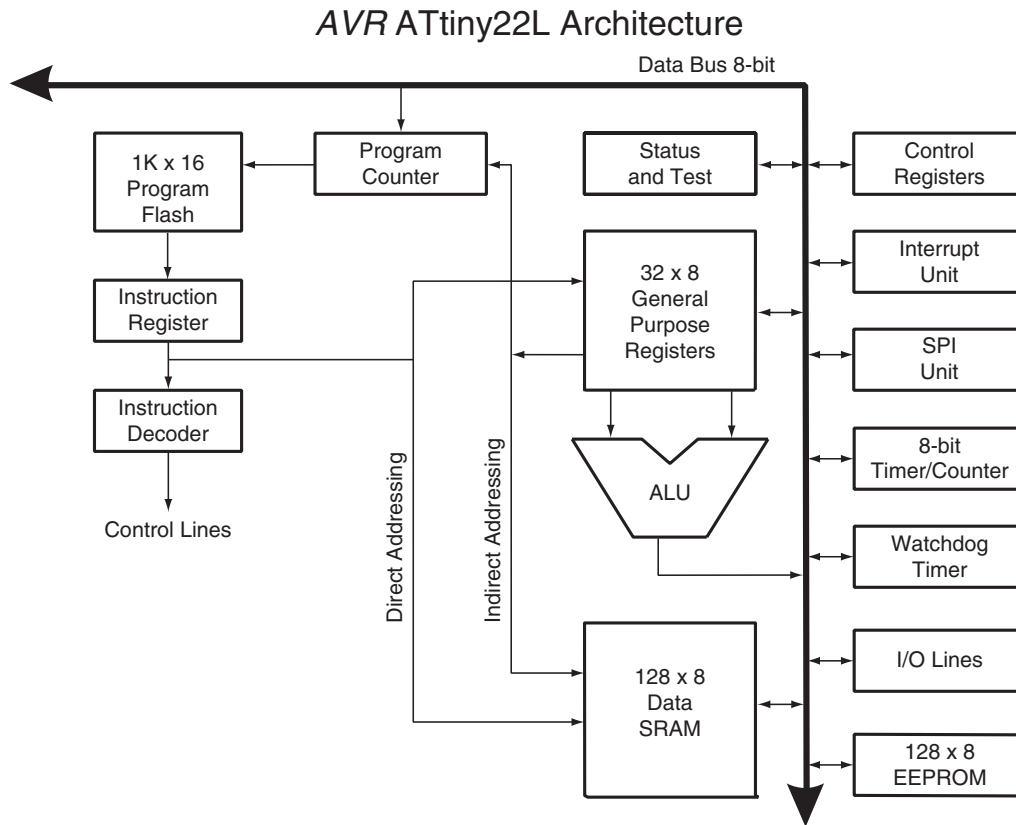 AVR ATtiny22L Architecture
Data Bus 8-bit
1K x 16
Program
Flash
Program
Counter
Status
and Test
Control
Registers
Instruction
Register
32 x 8
General
Purpose
Registers
Interrupt
Unit
SPI
Unit
Instruction
Decoder
Control Lines
Direct Addressing
Indirect Addressing
ALU
8-bit
Timer/Counter
Watchdog
Timer
128 x 8
Data
SRAM
I/O Lines
128 x 8
EEPROM